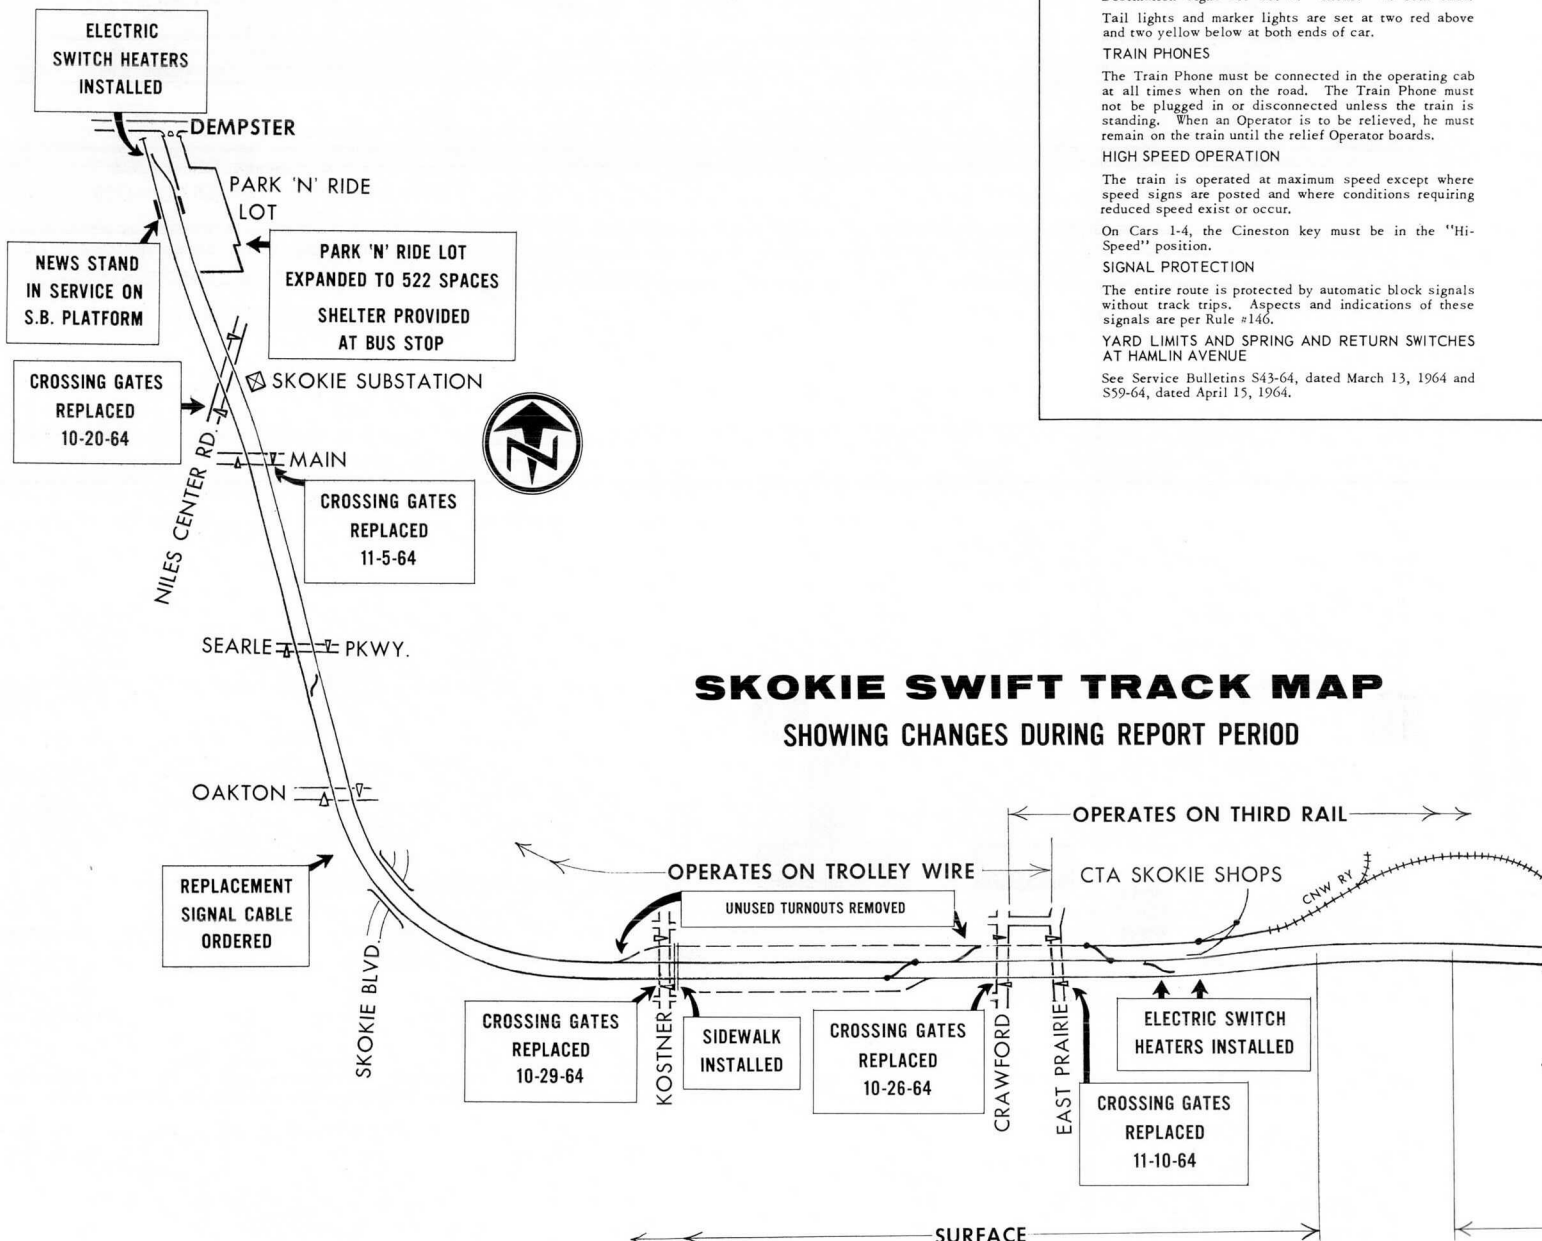 Tail lights and marker lights are set at two red above
and two yellow below at both ends of car.
TRAIN PHONES
The Train Phone must be connected in the operating cab
at all times when on the road. The Train Phone must
not be plugged in or disconnected unless the train is
standing. When an Operator is to be relieved, he must
remain on the train until the relief Operator boards.
HIGH SPEED OPERATION
The train is operated at maximum speed except where
speed signs are posted and where conditions requiring
reduced speed exist or occur.
On Cars 1-4, the Cineston key must be in the "Hi-
Speed" position.
SIGNAL PROTECTION
The entire route is protected by automatic block signals
without track trips. Aspects and indications of these
signals are per Rule #146.
YARD LIMITS AND SPRING AND RETURN SWITCHES
AT HAMLIN AVENUE
See Service Bulletins S43-64, dated March 13, 1964 and
S59-64, dated April 15, 1964.
ELECTRIC
SWITCH HEATERS
INSTALLED
DEMPSTER
PARK 'N' RIDE
LOT
NEWS STAND
IN SERVICE ON
S.B. PLATFORM
PARK 'N' RIDE LOT
EXPANDED TO 522 SPACES
SHELTER PROVIDED
AT BUS STOP
CROSSING GATES
REPLACED
10-20-64
SKOKIE SUBSTATION
NILES CENTER RD.
MAIN
N
CROSSING GATES
REPLACED
11-5-64
SEARLE PKWY.
SKOKIE SWIFT TRACK MAP
SHOWING CHANGES DURING REPORT PERIOD
OAKTON
OPERATES ON THIRD RAIL
OPERATES ON TROLLEY WIRE
CTA SKOKIE SHOPS
CNW RY
UNUSED TURNOUTS REMOVED
REPLACEMENT
SIGNAL CABLE
ORDERED
SKOKIE BLVD.
CROSSING GATES
REPLACED
10-29-64
KOSTNER
SIDEWALK
INSTALLED
CROSSING GATES
REPLACED
10-26-64
CRAWFORD
EAST PRAIRIE
ELECTRIC SWITCH
HEATERS INSTALLED
CROSSING GATES
REPLACED
11-10-64
SURFACE